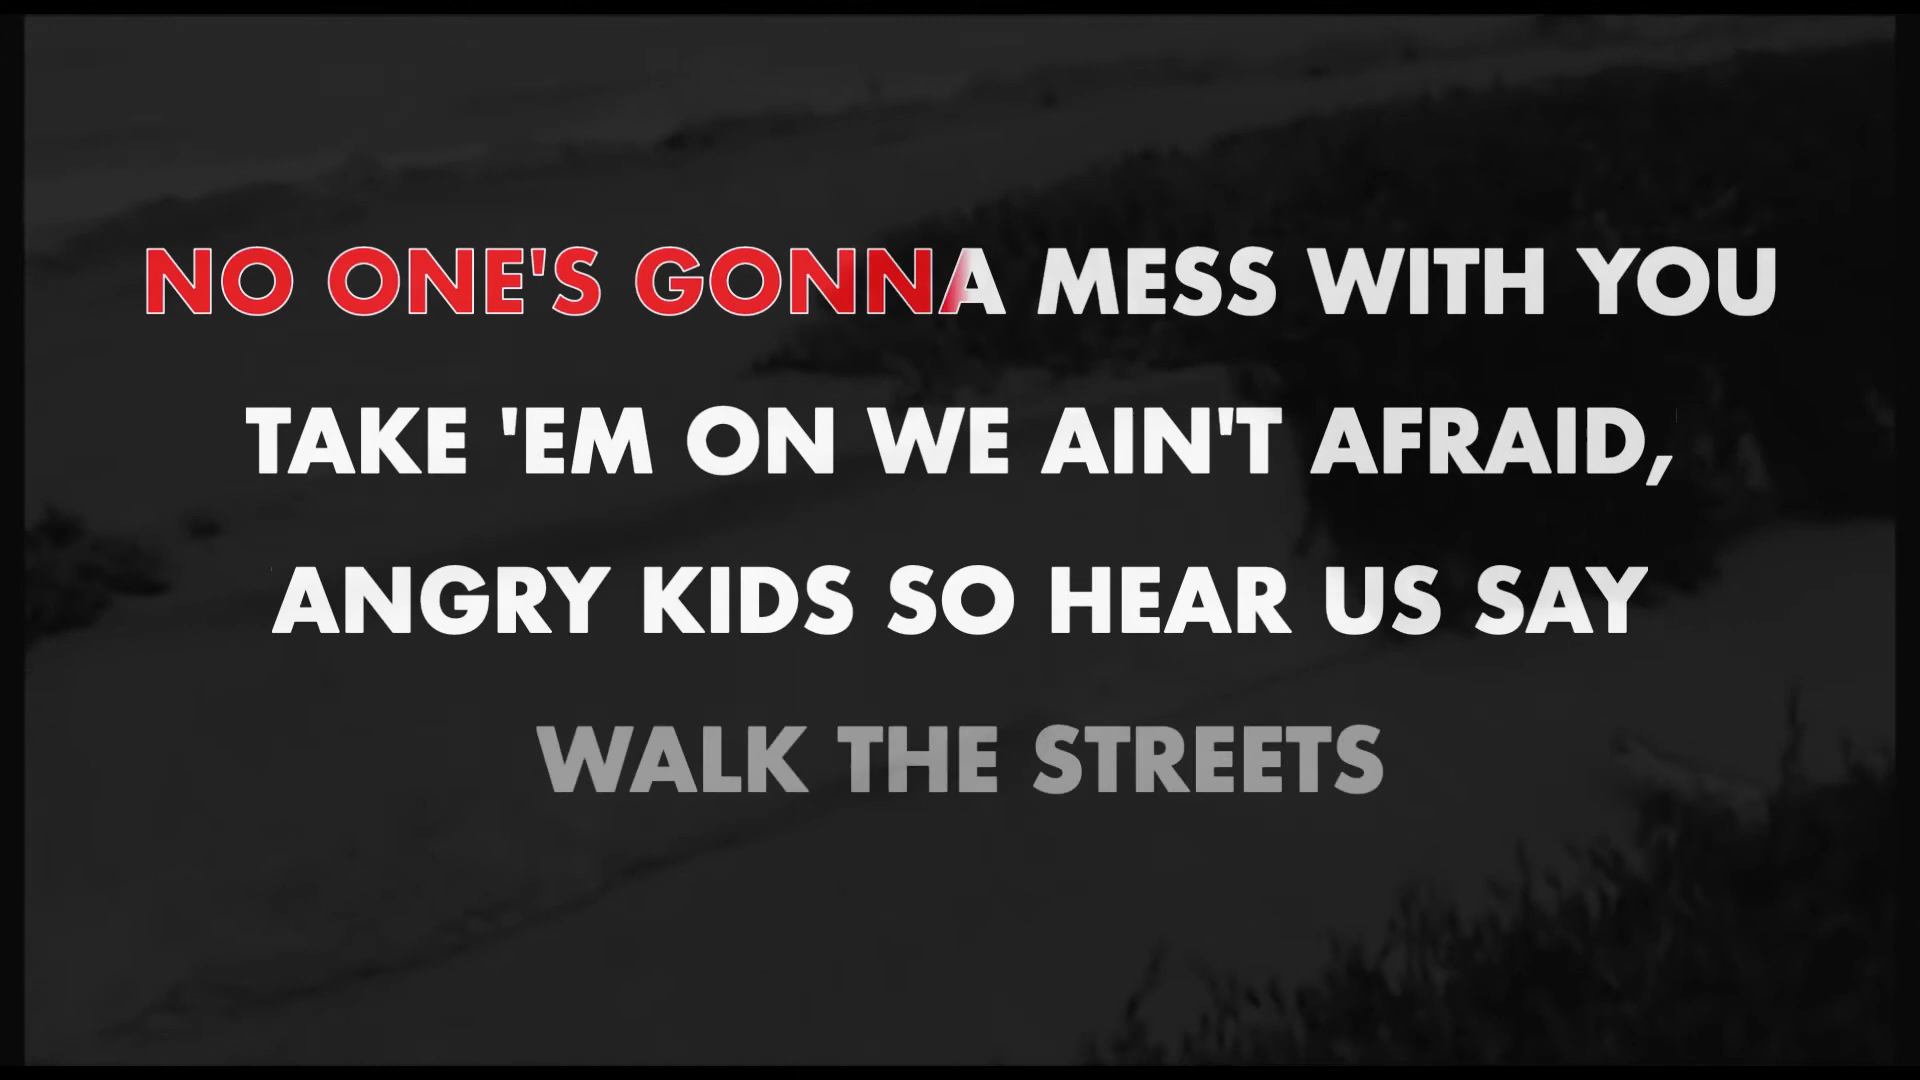 NO ONE'S GONNA MESS WITH YOU
TAKE 'EM ON WE AIN'T AFRAID,
ANGRY KIDS SO HEAR US SAY
WALK THE STREETS